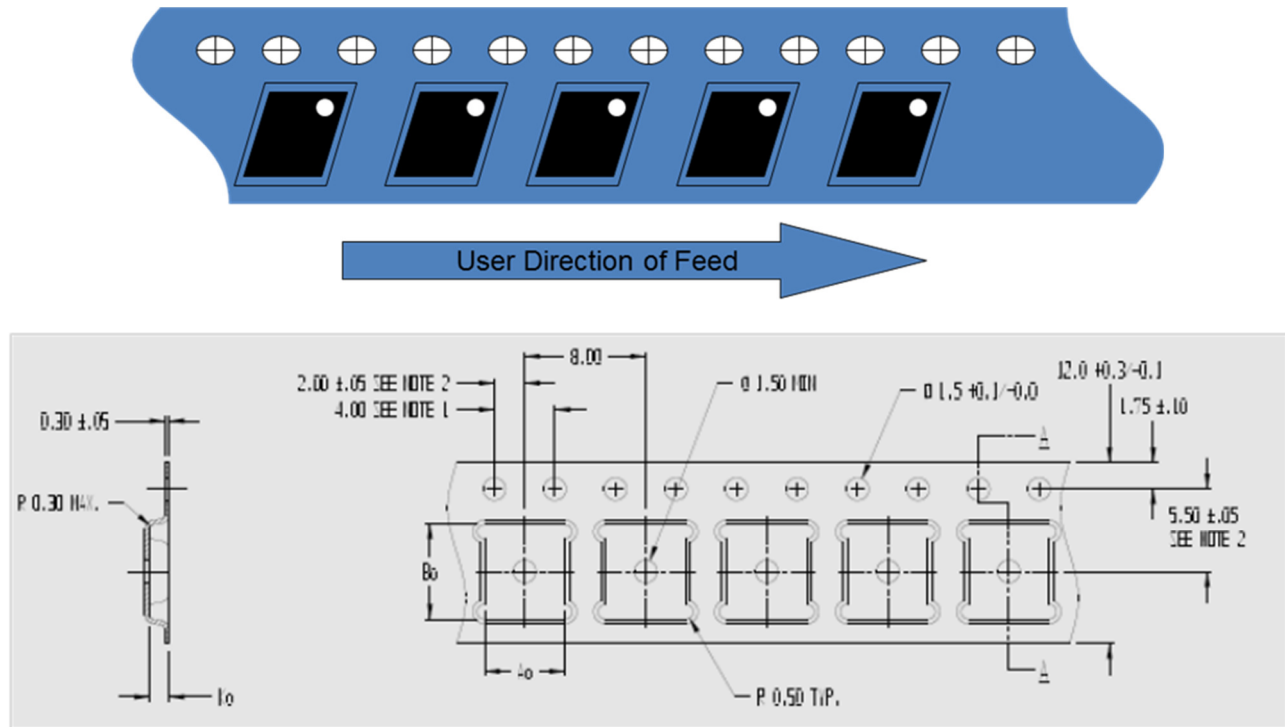 User Direction of Feed
8.00
2.00 ±.05 SEE NOTE 2
4.00 SEE NOTE 1
Ø 1.50 MIN
Ø 1.5 +0.1/-0.0
12.0 +0.3/-0.1
1.75 ±.10
0.30 ±.05
A
R 0.30 MAX.
5.50 ±.05
SEE NOTE 2
Bo
Ao
Ko
R 0.50 TYP.
A